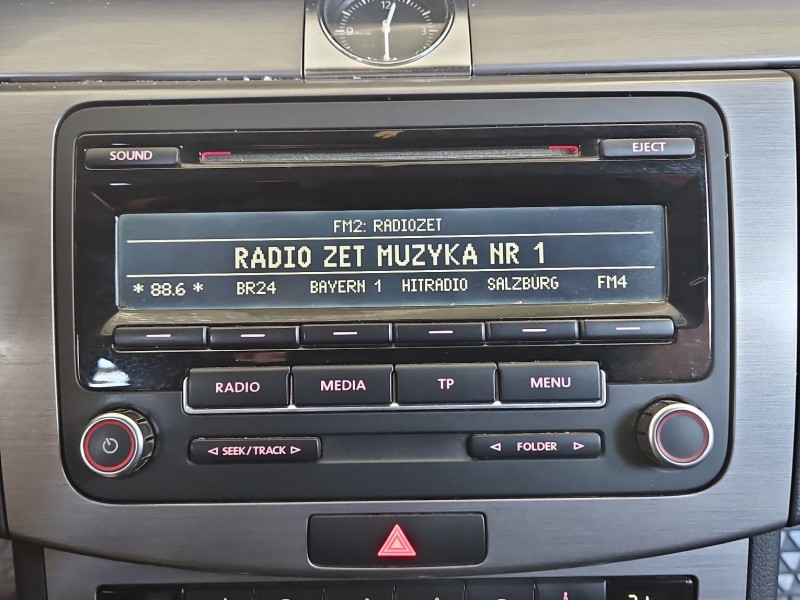 12
SOUND EJECT
FM2: RADIOZET
RADIO ZET MUZYKA NR 1
* 88.6 * BR24 BAYERN 1 HITRADIO SALZBURG FM4
RADIO MEDIA TP MENU
SEEK/TRACK FOLDER